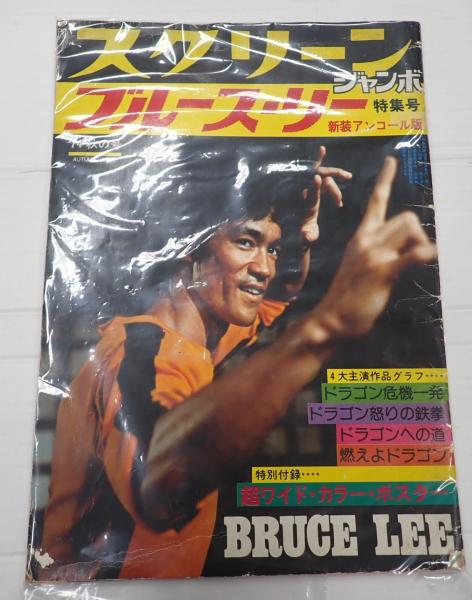 スクリーン
ジャンボ
ブルース・リー
特集号
新装アンコール版
秋の号
4大主演作品グラフ‥‥
ドラゴン危機一発
ドラゴン怒りの鉄拳
ドラゴンへの道
燃えよドラゴン
特別付録‥‥
超ワイド・カラー・ポスター
BRUCE LEE